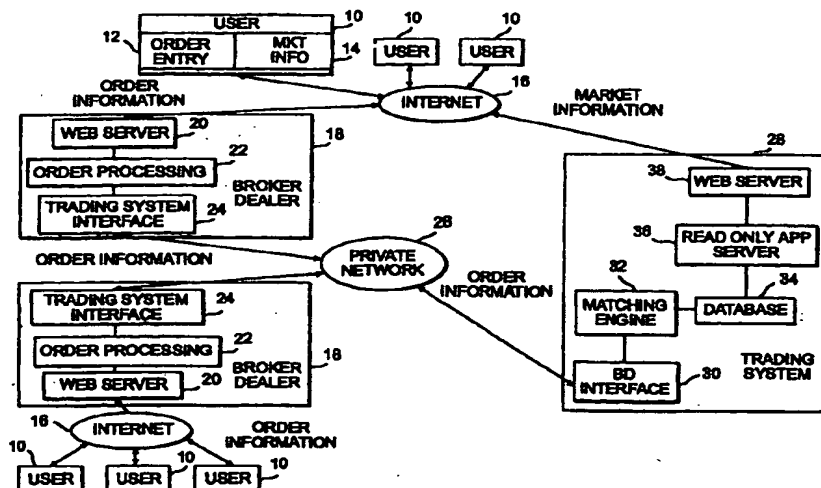 USER
10
12
ORDER
ENTRY
MKT
INFO
14
10
USER
10
USER
ORDER
INFORMATION
INTERNET
16
MARKET
INFORMATION
WEB SERVER
20
18
22
ORDER PROCESSING
BROKER
DEALER
TRADING SYSTEM
INTERFACE
24
28
38
WEB SERVER
36
READ ONLY APP
SERVER
26
PRIVATE
NETWORK
ORDER INFORMATION
ORDER
INFORMATION
32
MATCHING
ENGINE
34
DATABASE
TRADING SYSTEM
INTERFACE
24
18
ORDER PROCESSING
22
WEB SERVER
20
BROKER
DEALER
BD
INTERFACE
30
TRADING
SYSTEM
16
INTERNET
ORDER
INFORMATION
10
USER
10
USER
10
USER